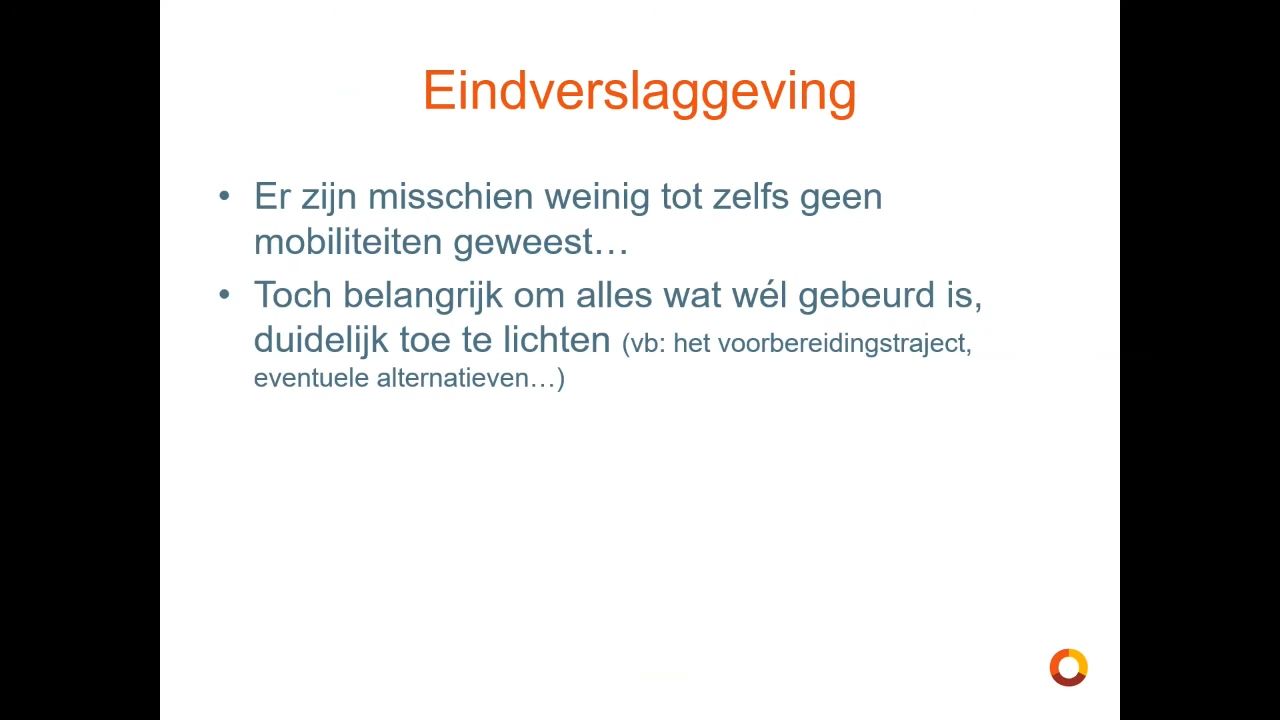 Eindverslaggeving
• Er zijn misschien weinig tot zelfs geen
mobiliteiten geweest…
• Toch belangrijk om alles wat wél gebeurd is,
duidelijk toe te lichten (vb: het voorbereidingstraject,
eventuele alternatieven…)